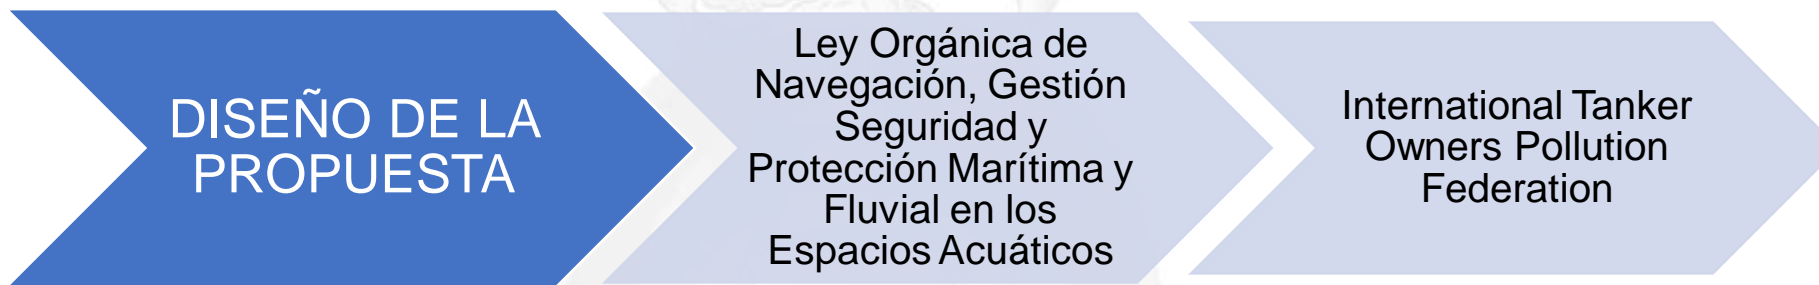 DISEÑO DE LA
PROPUESTA
Ley Orgánica de
Navegación, Gestión
Seguridad y
Protección Marítima y
Fluvial en los
Espacios Acuáticos
International Tanker
Owners Pollution
Federation